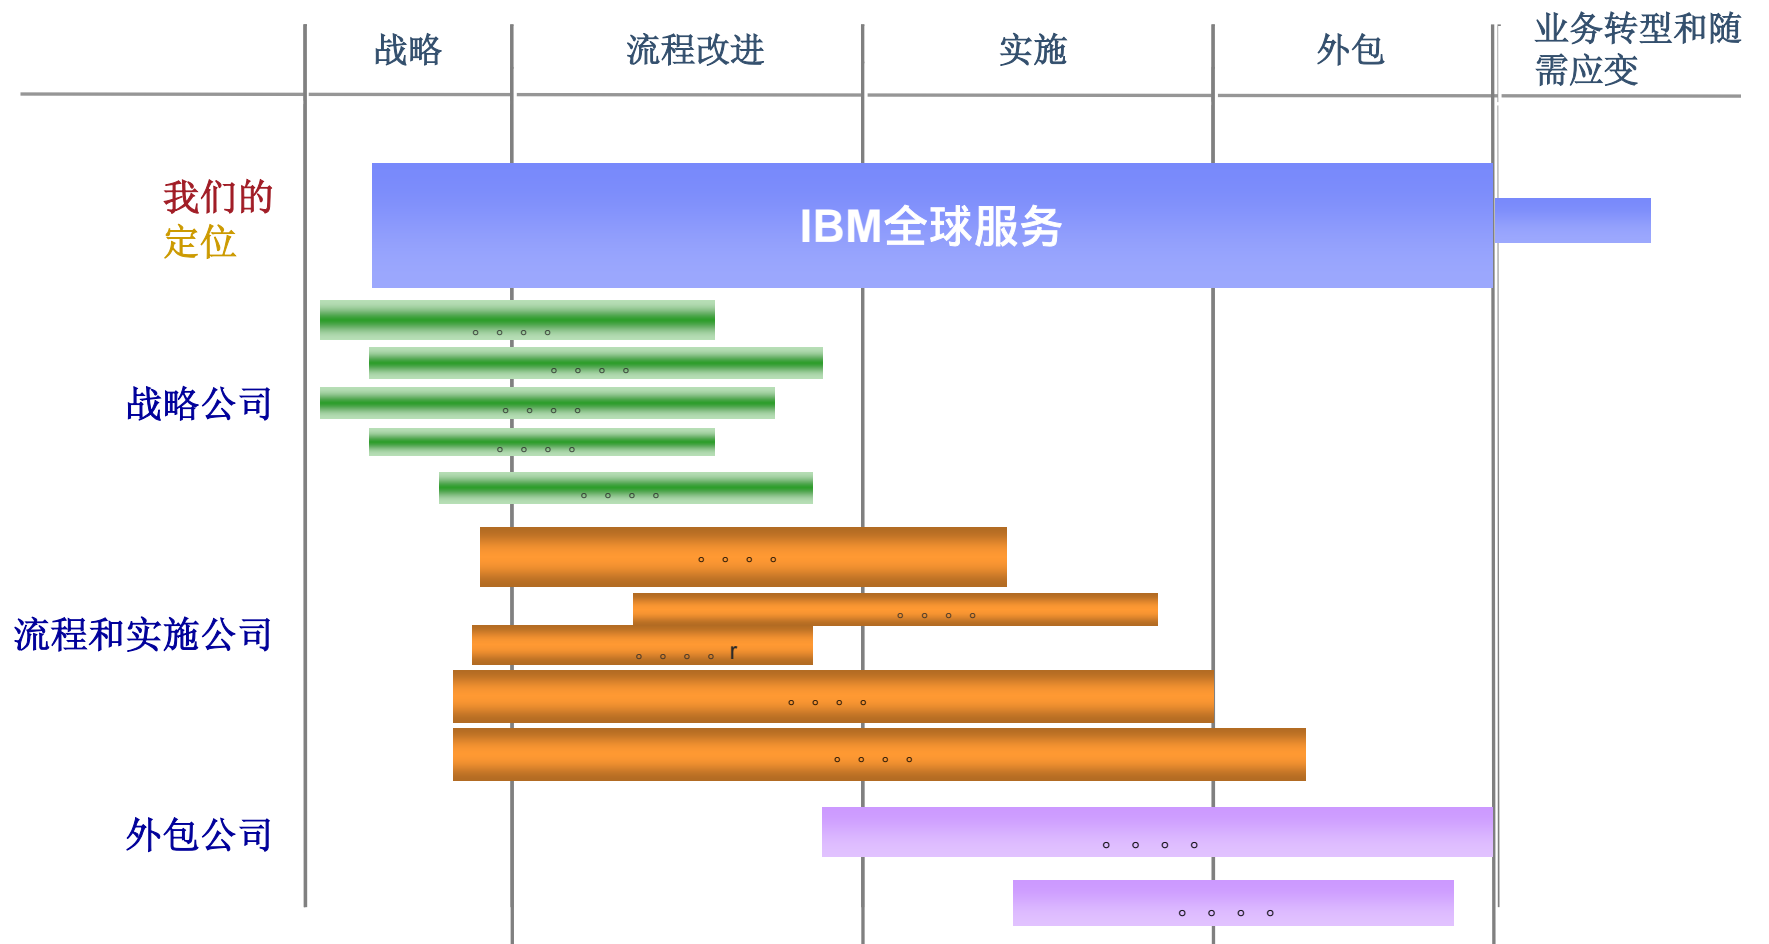 战略
流程改进
实施
外包
业务转型和随
需应变
我们的
定位
IBM全球服务
。。。。
。。。。
战略公司
。。。。
。。。。
。。。。
。。。。
。。。。
流程和实施公司
。。。。r
。。。。
。。。。
外包公司
。。。。
。。。。